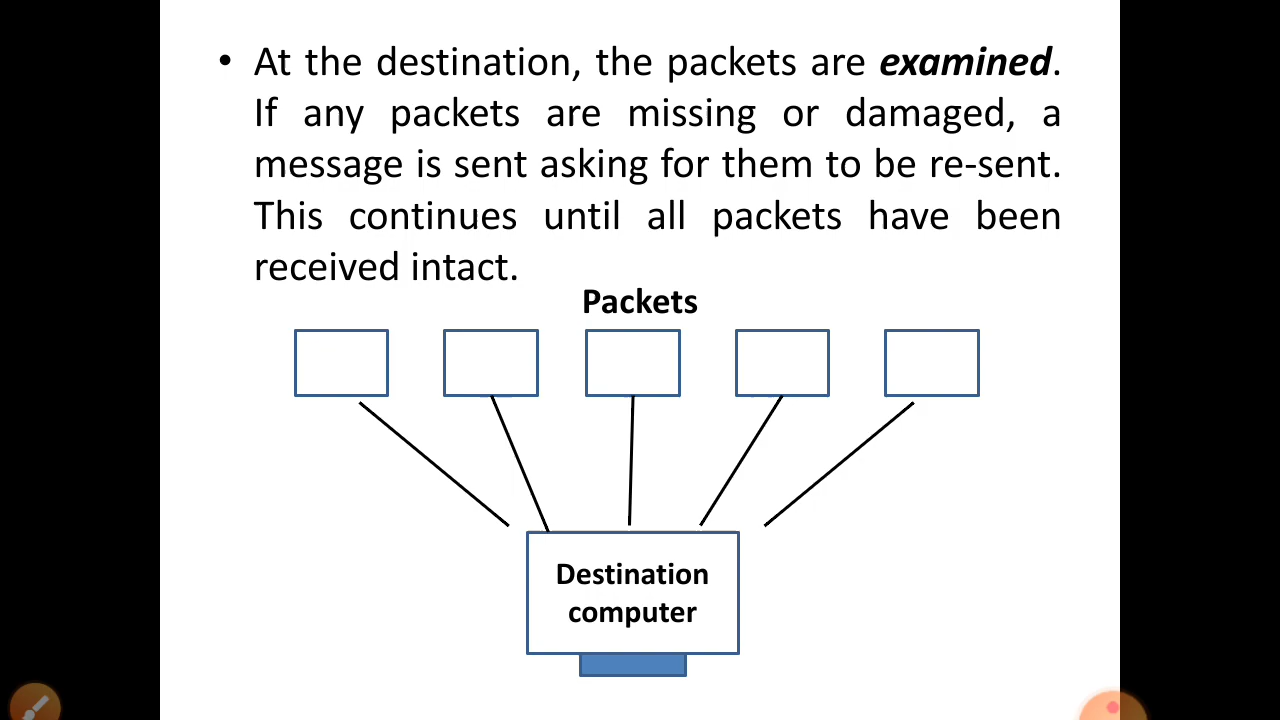 • At the destination, the packets are examined.
If any packets are missing or damaged, a
message is sent asking for them to be re-sent.
This continues until all packets have been
received intact.
Packets
Destination
computer